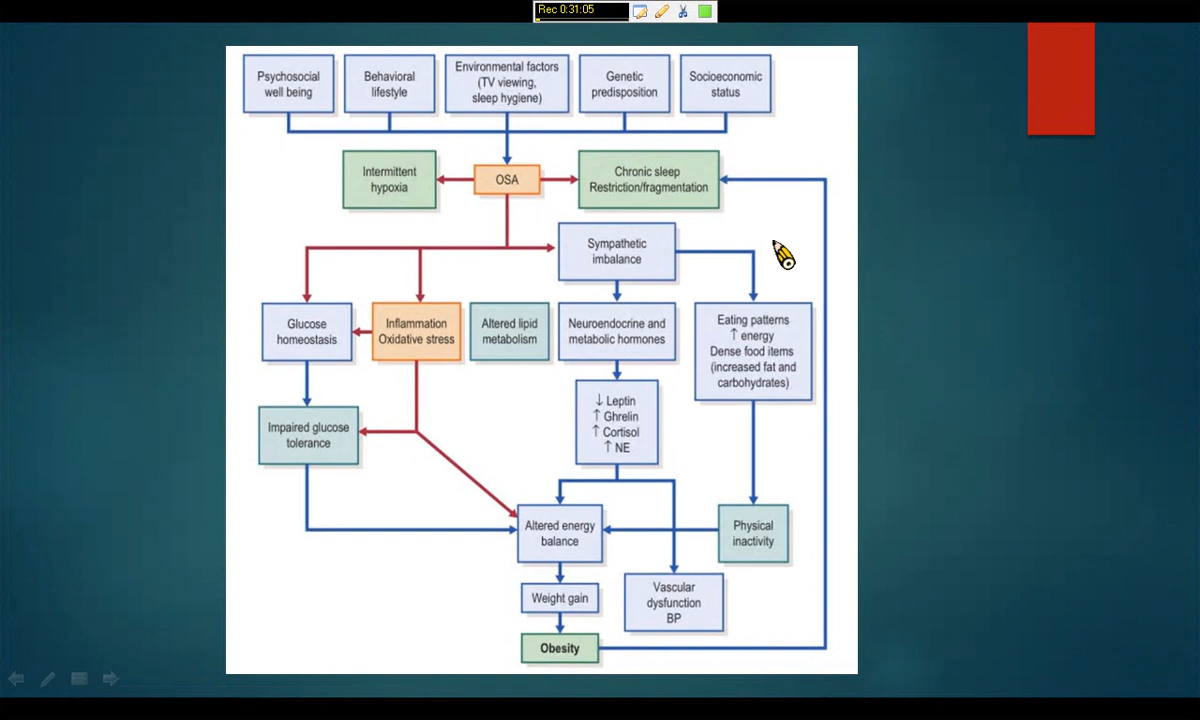 Rec 0:31:05
Psychosocial
well being
Behavioral
lifestyle
Environmental factors
(TV viewing,
sleep hygiene)
Genetic
predisposition
Socioeconomic
status
Intermittent
hypoxia
OSA
Chronic sleep
Restriction/fragmentation
Sympathetic
imbalance
Glucose
homeostasis
Inflammation
Oxidative stress
Altered lipid
metabolism
Neuroendocrine and
metabolic hormones
Eating patterns
↑ energy
Dense food items
(increased fat and
carbohydrates)
↓ Leptin
↑ Ghrelin
↑ Cortisol
↑ NE
Impaired glucose
tolerance
Altered energy
balance
Physical
inactivity
Weight gain
Vascular
dysfunction
BP
Obesity